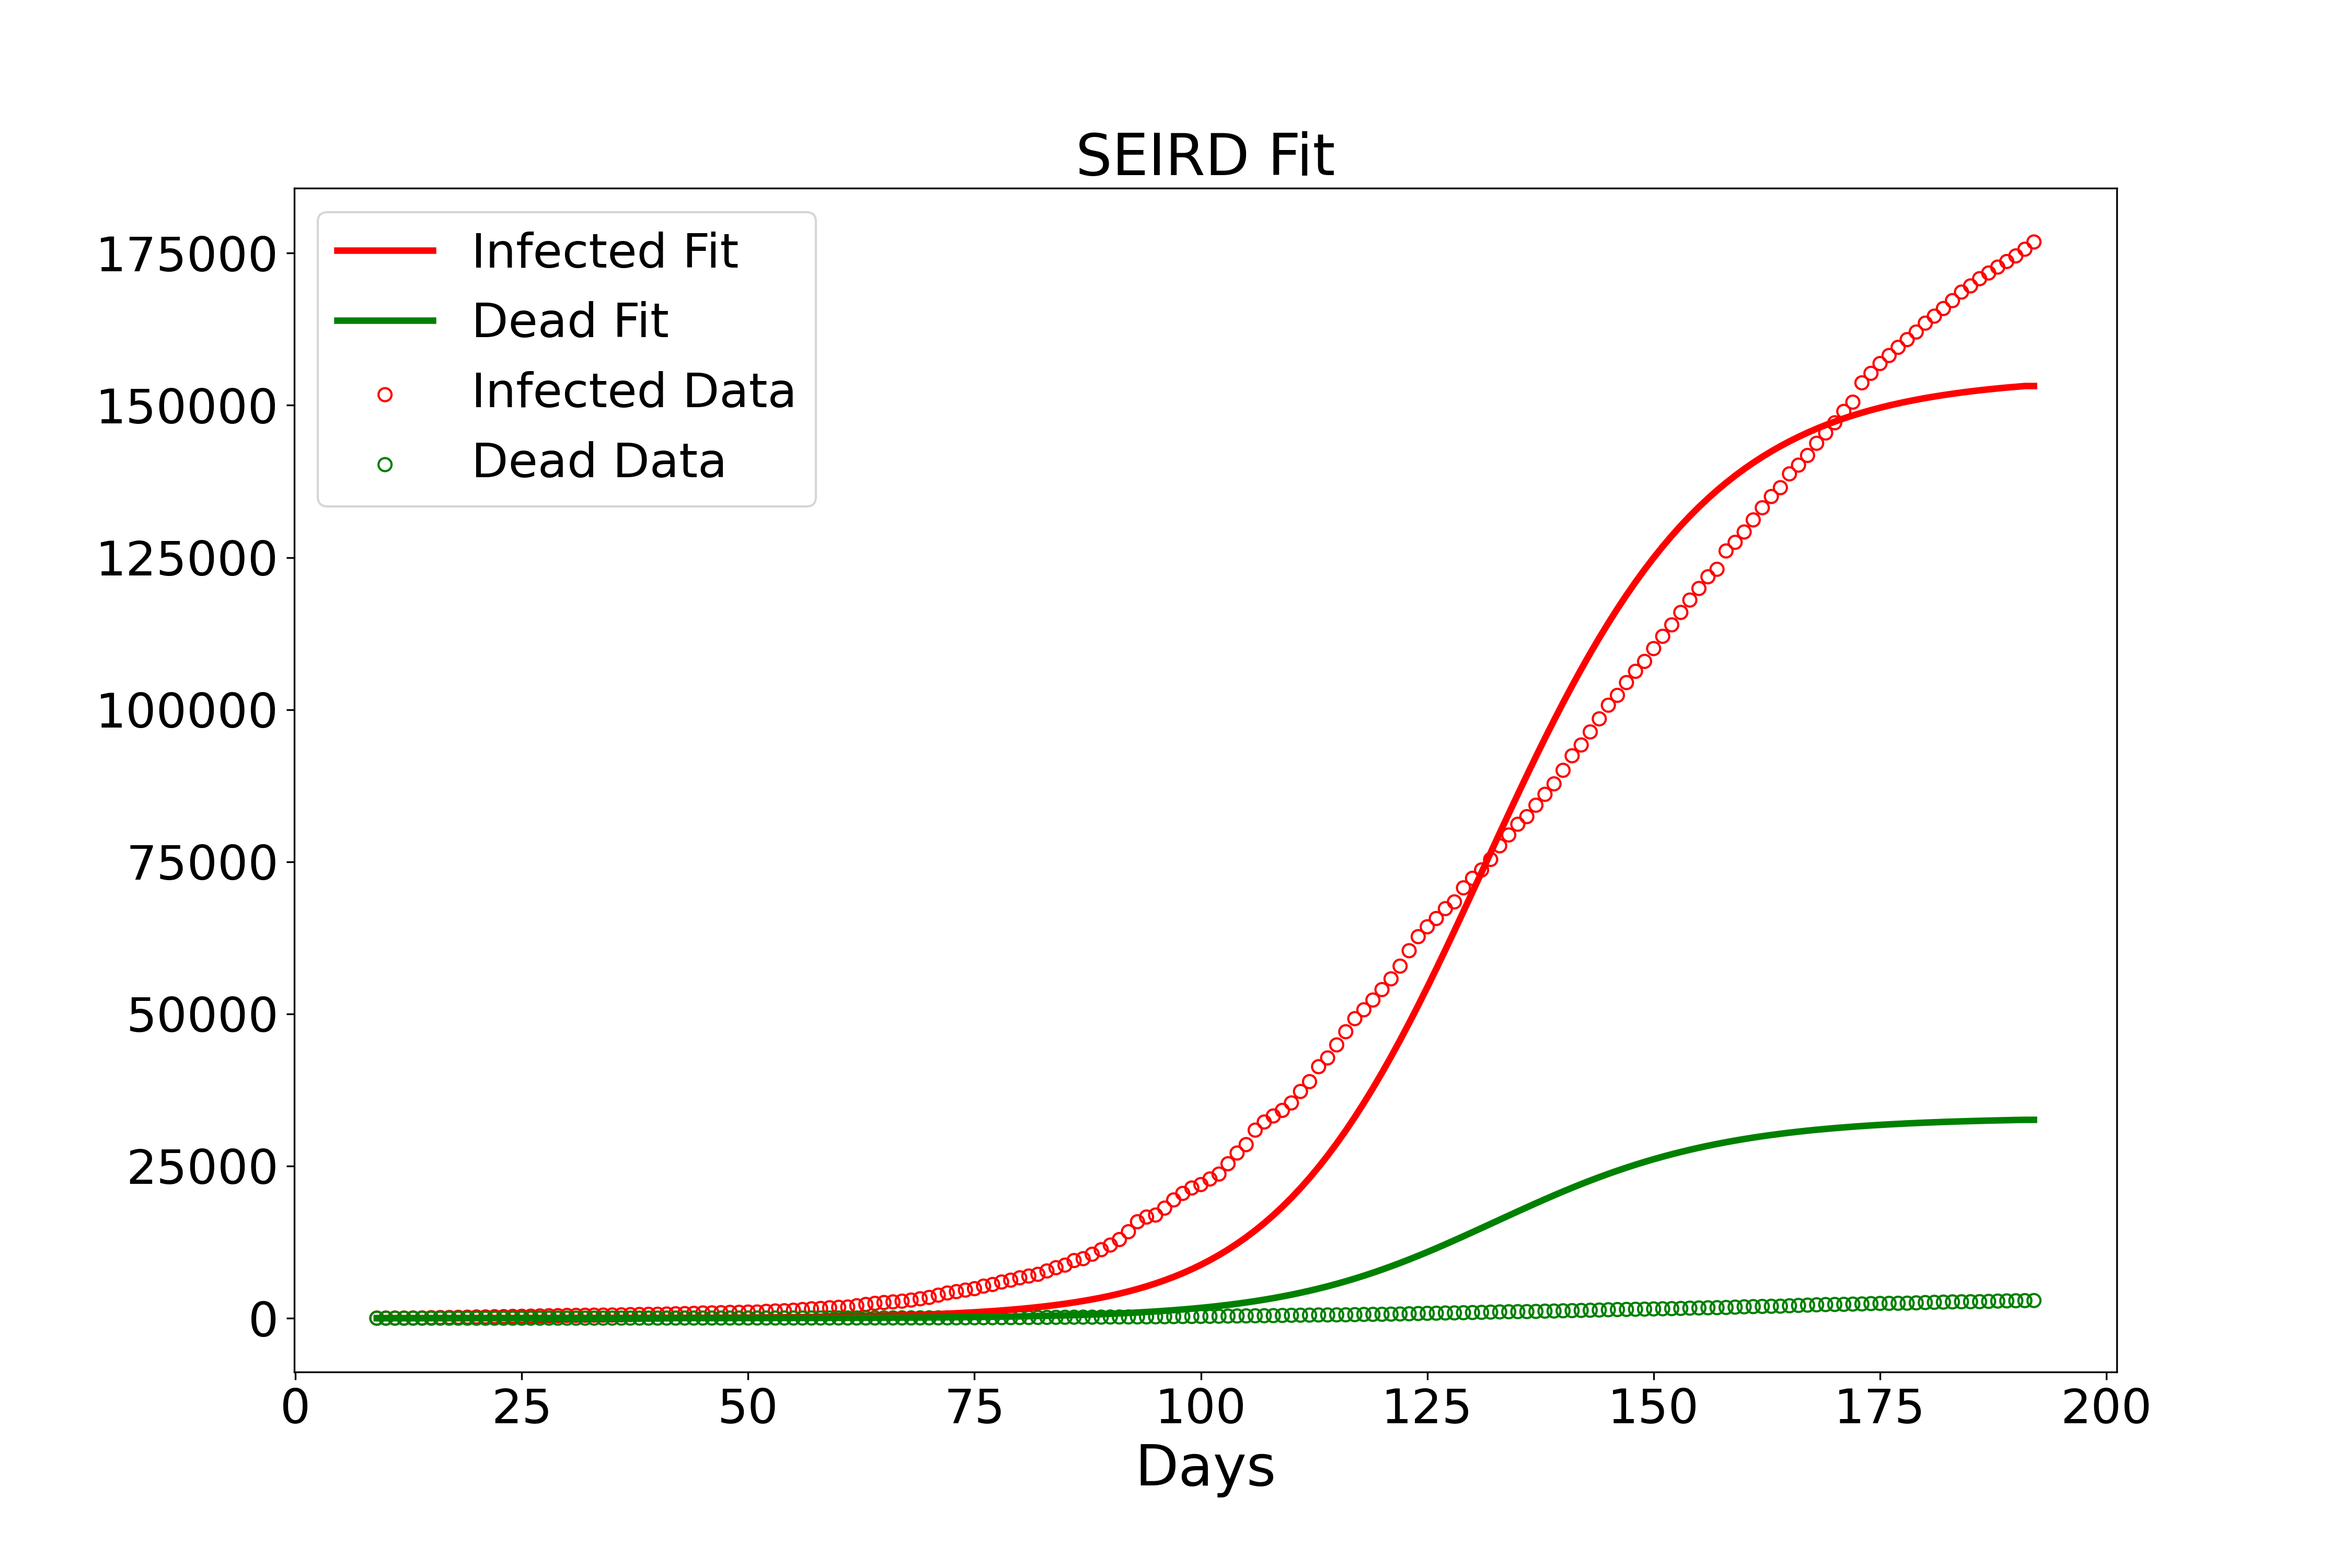 SEIRD Fit
Infected Fit
Dead Fit
Infected Data
Dead Data
175000
150000
125000
100000
75000
50000
25000
0
0 25 50 75 100 125 150 175 200
Days